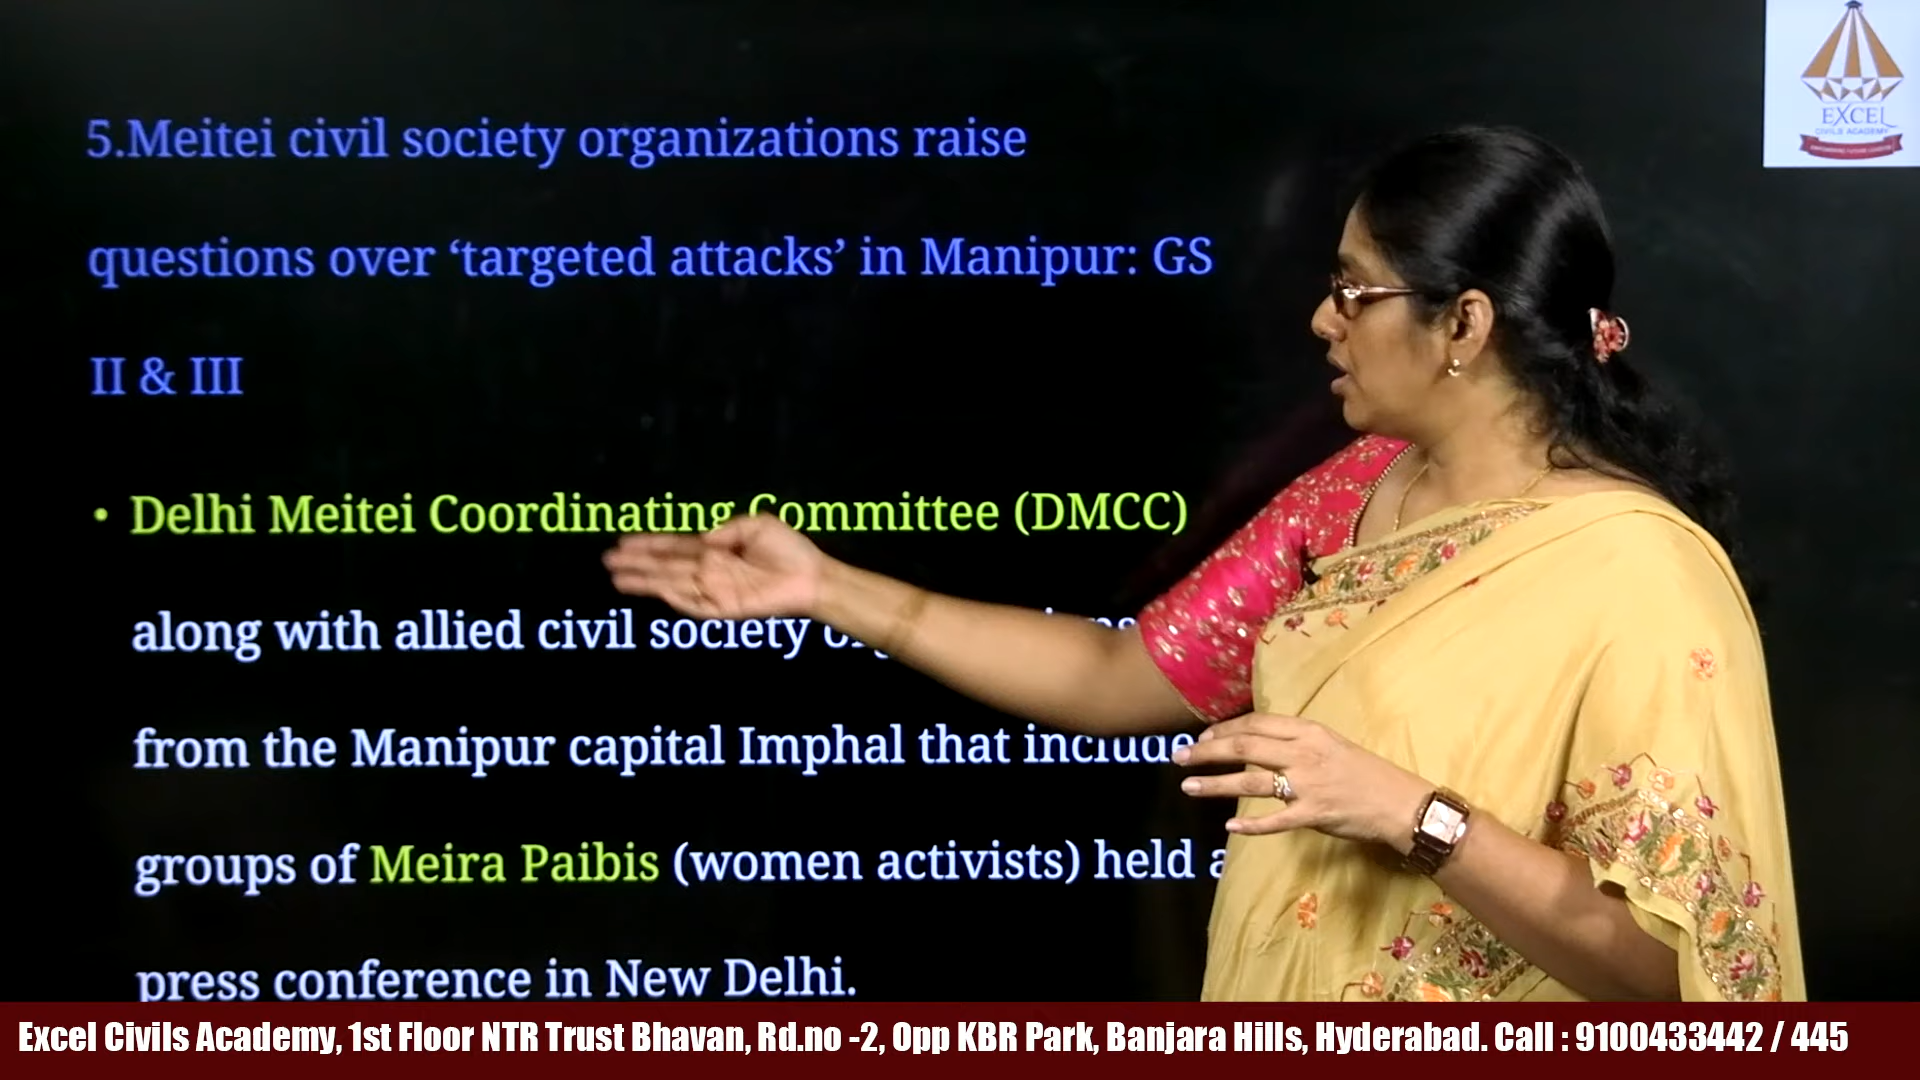 5.Meitei civil society organizations raise
questions over ‘targeted attacks’ in Manipur: GS
II & III
• Delhi Meitei Coordinating Committee (DMCC)
along with allied civil society
from the Manipur capital Imphal that include
groups of Meira Paibis (women activists) held a
press conference in New Delhi.
EXCEL
CIVILS ACADEMY
Excel Civils Academy, 1st Floor NTR Trust Bhavan, Rd.no -2, Opp KBR Park, Banjara Hills, Hyderabad. Call : 9100433442 / 445